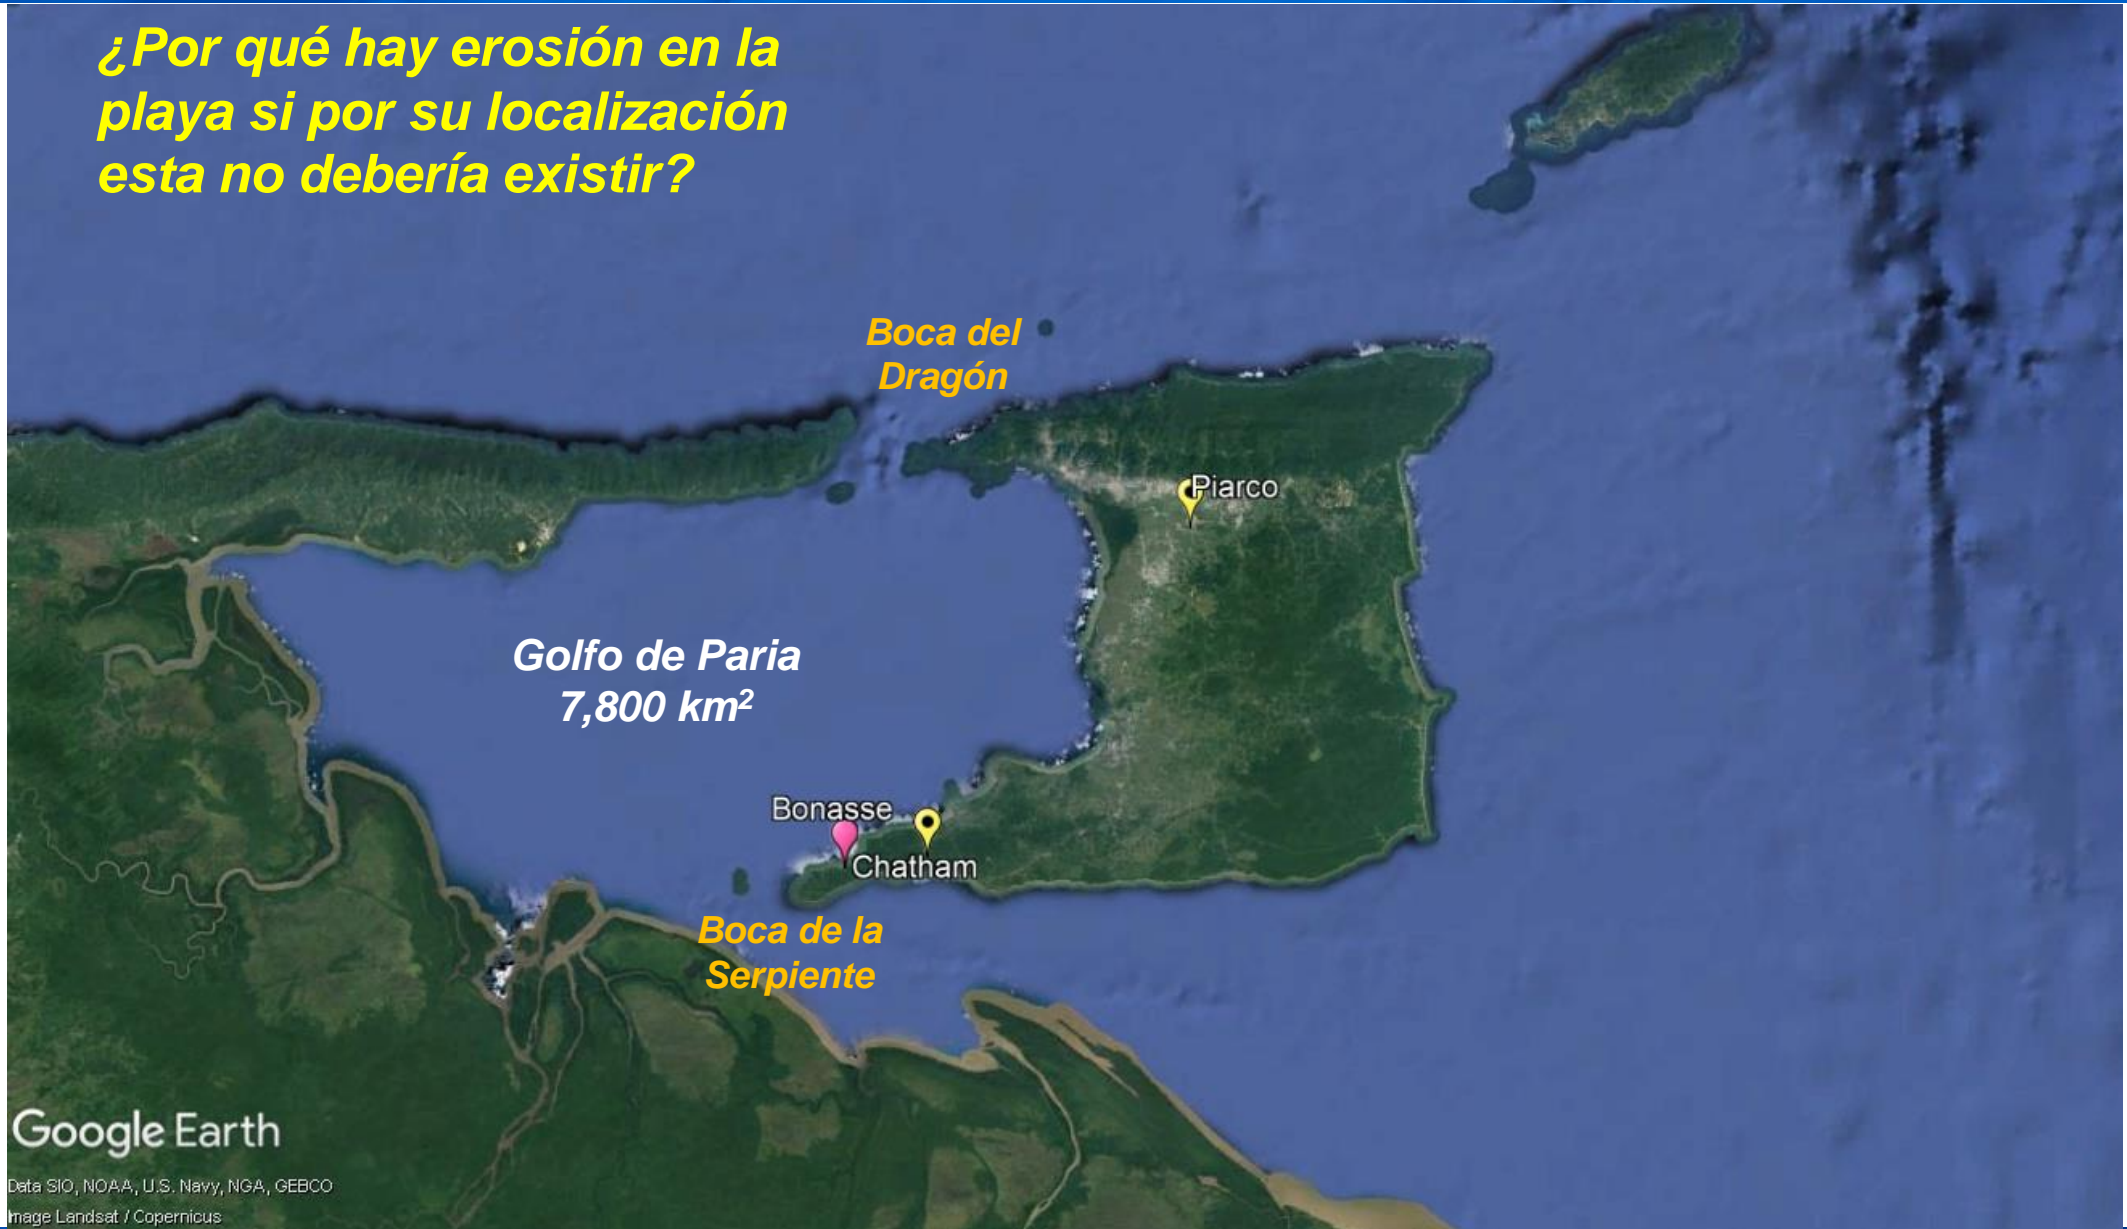 ¿Por qué hay erosión en la
playa si por su localización
esta no debería existir?
Boca del
Dragón
Piarco
Golfo de Paria
7,800 km²
Bonasse
Chatham
Boca de la
Serpiente
Google Earth
Data SIO, NOAA, U.S. Navy, NGA, GEBCO
Image Landsat / Copernicus